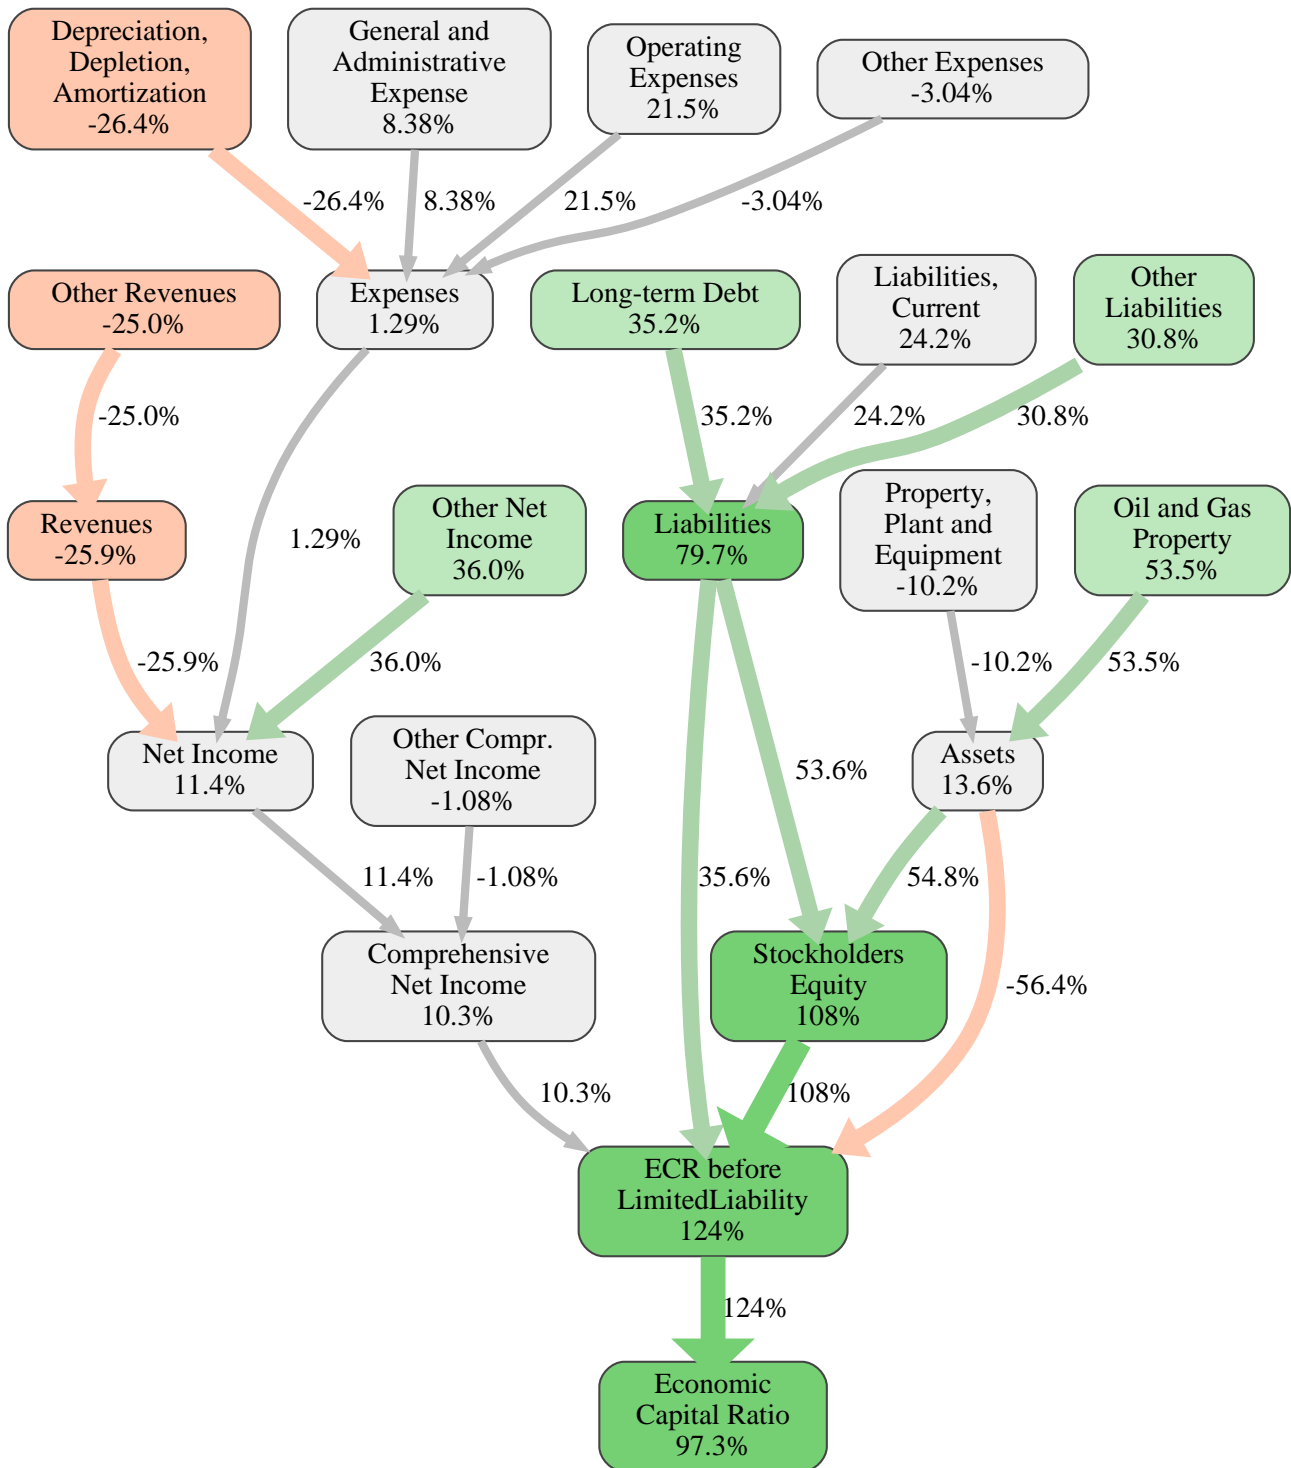 Depreciation,
Depletion,
Amortization
-26.4%
General and
Administrative
Expense
8.38%
Operating
Expenses
21.5%
Other Expenses
-3.04%
-26.4%
8.38%
21.5%
-3.04%
Other Revenues
-25.0%
Expenses
1.29%
Long-term Debt
35.2%
Liabilities,
Current
24.2%
Other
Liabilities
30.8%
-25.0%
35.2%
24.2%
30.8%
Revenues
-25.9%
1.29%
Other Net
Income
36.0%
Liabilities
79.7%
Property,
Plant and
Equipment
-10.2%
Oil and Gas
Property
53.5%
-25.9%
36.0%
-10.2%
53.5%
Net Income
11.4%
Other Compr.
Net Income
-1.08%
53.6%
Assets
13.6%
11.4%
-1.08%
35.6%
54.8%
Comprehensive
Net Income
10.3%
Stockholders
Equity
108%
-56.4%
10.3%
108%
ECR before
LimitedLiability
124%
124%
Economic
Capital Ratio
97.3%